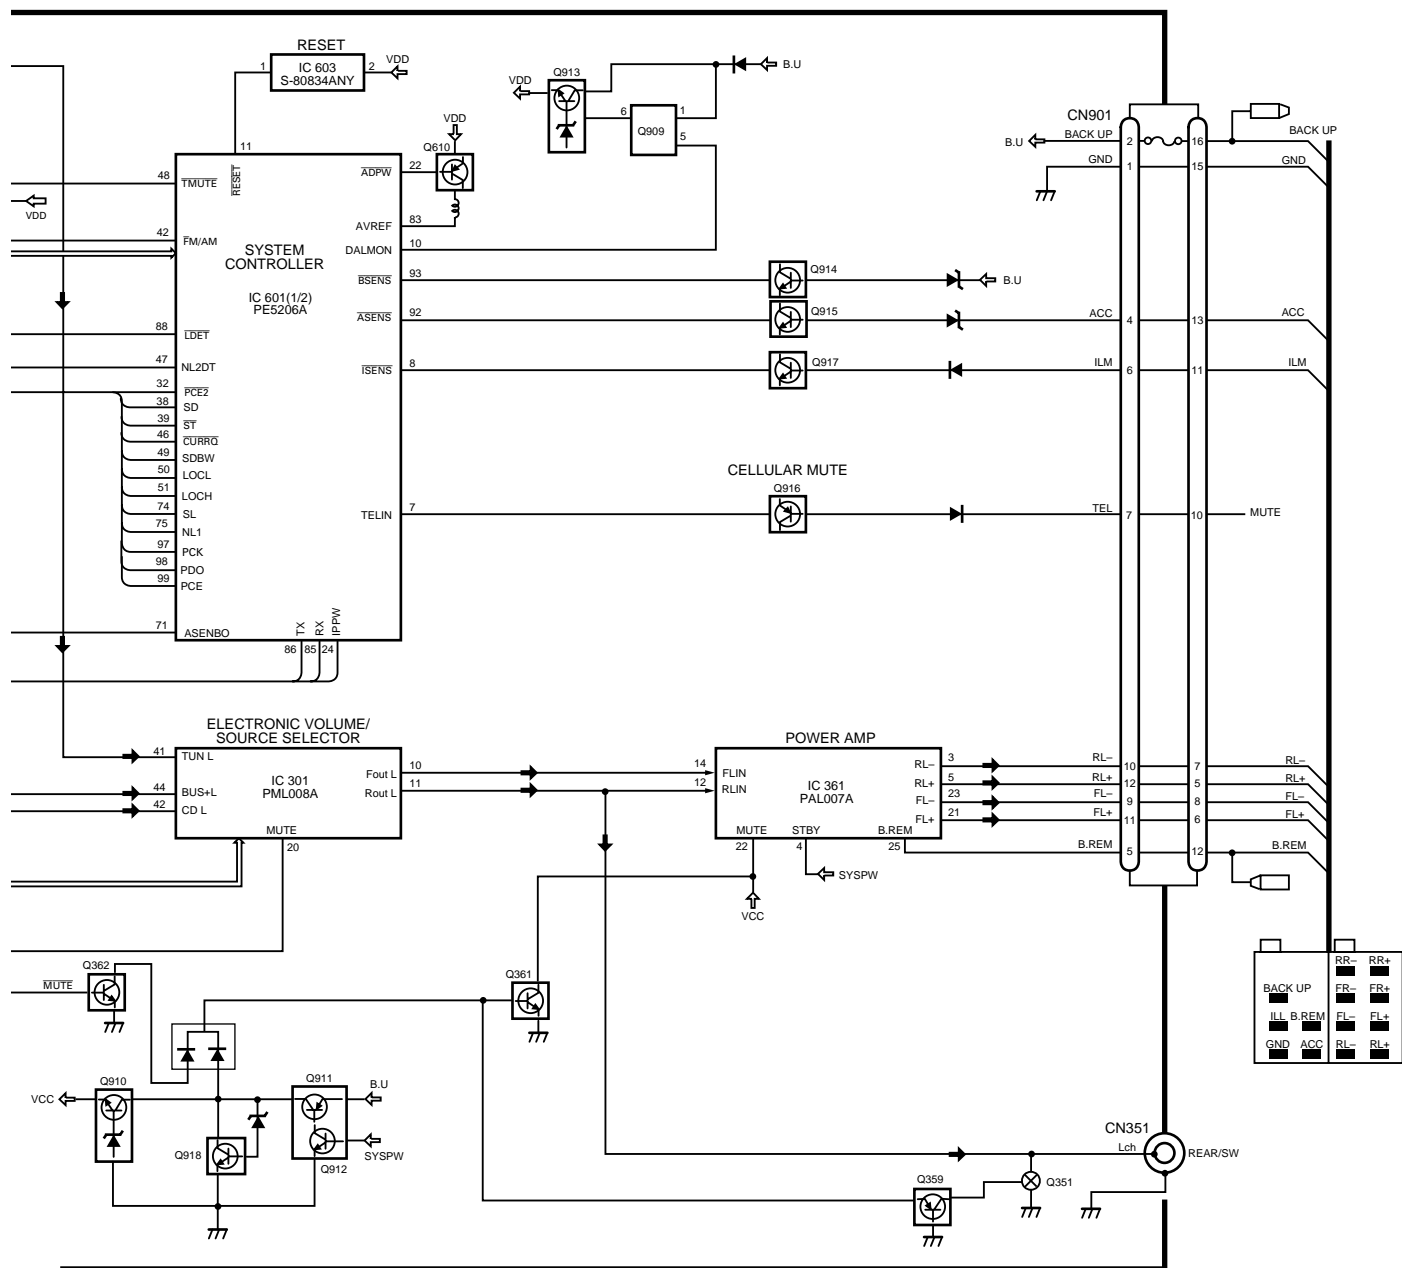 RESET
IC 603
S-80834ANY
1
2
VDD
11
VDD
Q913
6
Q909
1
5
B.U
VDD
Q610
CN901
B.U
BACK UP
2
16
BACK UP
GND
1
15
GND
48
TMUTE
RESET
ADPW
22
VDD
AVREF
83
42
FM/AM
SYSTEM
CONTROLLER
DALMON
10
IC 601(1/2)
PE5206A
BSENS
93
Q914
B.U
ASENS
92
Q915
ACC
4
13
ACC
88
LDET
47
NL2DT
ISENS
8
Q917
ILM
6
11
ILM
32
PCE2
38
SD
39
ST
46
CURRQ
49
SDBW
50
LOCL
51
LOCH
74
SL
75
NL1
97
PCK
98
PDO
99
PCE
CELLULAR MUTE
Q916
TELIN
7
TEL
7
10
MUTE
71
ASENBO
TX
RX
IPPW
86
85
24
ELECTRONIC VOLUME/
SOURCE SELECTOR
41
TUN L
IC 301
PML008A
Fout L
10
44
BUS+L
Rout L
11
42
CD L
MUTE
20
POWER AMP
14
FLIN
12
RLIN
IC 361
PAL007A
RL–
3
RL+
5
FL–
23
FL+
21
MUTE
STBY
B.REM
22
4
25
SYSPW
VCC
RL–
10
7
RL–
RL+
12
5
RL+
FL–
9
8
FL–
FL+
11
6
FL+
B.REM
5
12
B.REM
MUTE
Q362
Q361
RR–
RR+
BACK UP
FR–
FR+
ILL
B.REM
FL–
FL+
GND
ACC
RL–
RL+
Q910
VCC
Q911
B.U
Q918
Q912
SYSPW
CN351
Lch
REAR/SW
Q359
Q351